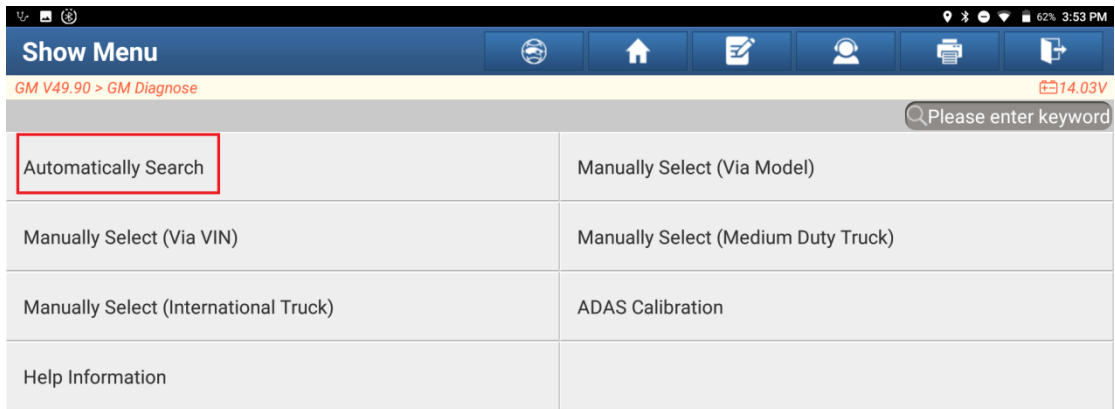 62% 3:53 PM
Show Menu
GM V49.90 > GM Diagnose
14.03V
Please enter keyword
Automatically Search
Manually Select (Via Model)
Manually Select (Via VIN)
Manually Select (Medium Duty Truck)
Manually Select (International Truck)
ADAS Calibration
Help Information